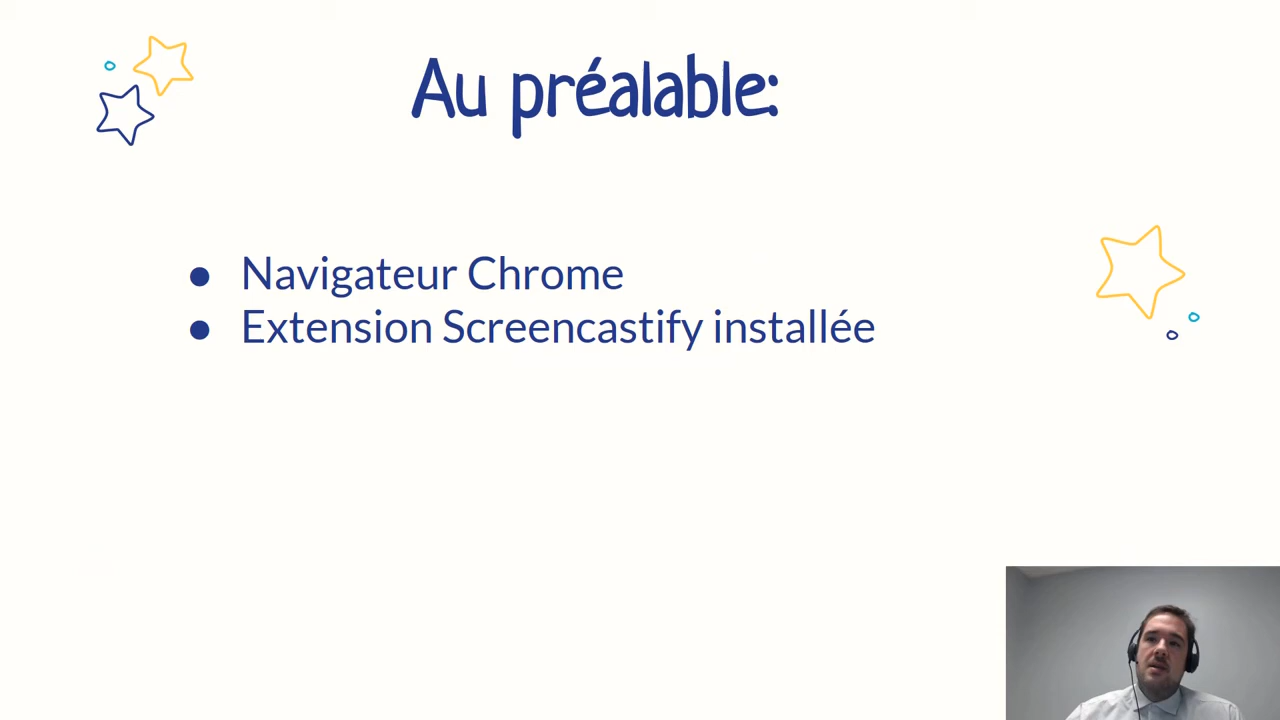 Au préalable:
● Navigateur Chrome
● Extension Screencastify installée